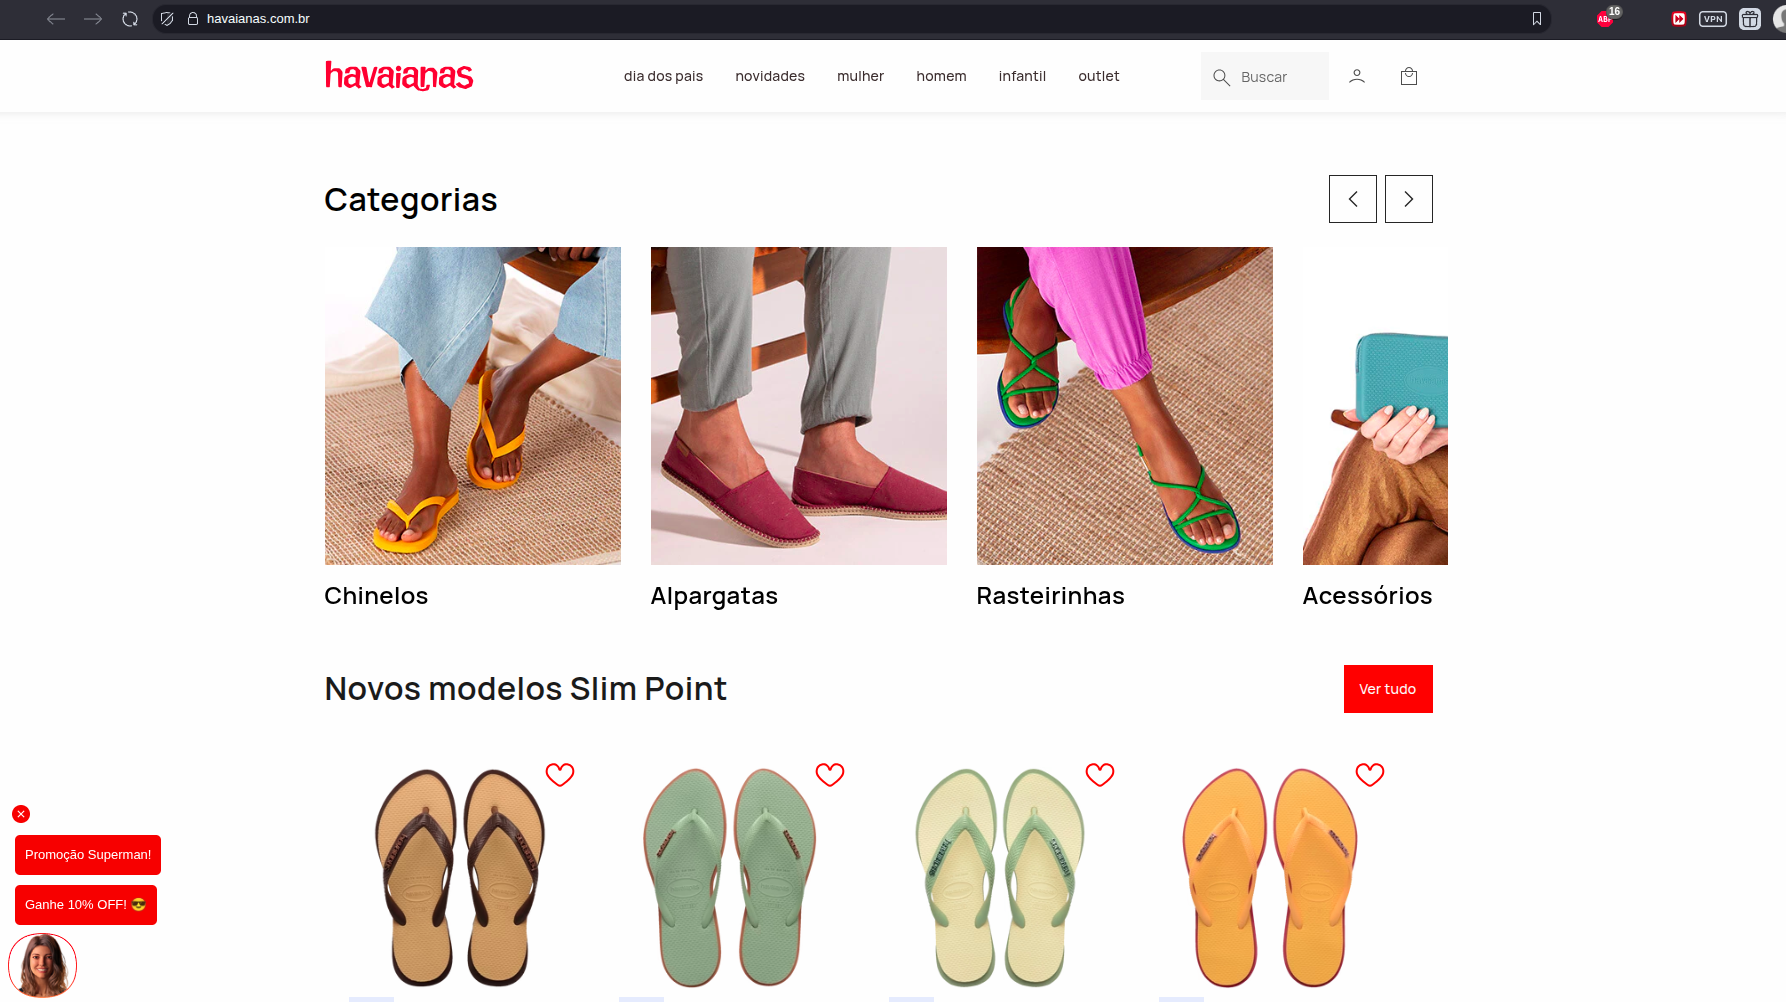 havaianas.com.br
ABP
16
VPN
havaianas
dia dos pais
novidades
mulher
homem
infantil
outlet
Buscar
Categorias
Chinelos
Alpargatas
Rasteirinhas
Acessórios
Novos modelos Slim Point
Ver tudo
Promoção Superman!
Ganhe 10% OFF! 😎